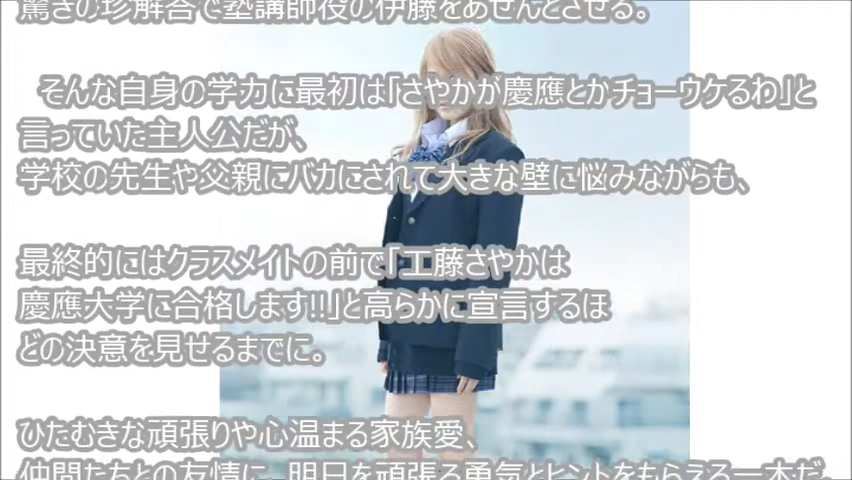 驚きの珍解答で塾講師役の伊藤をあぜんとさせる。
そんな自身の学力に最初は「さやかが慶應とかチョーウケるわ」と
言っていた主人公だが、
学校の先生や父親にバカにされて大きな壁に悩みながらも、
最終的にはクラスメイトの前で「工藤さやかは
慶應大学に合格します!!」と高らかに宣言するほ
どの決意を見せるまでに。
ひたむきな頑張りや心温まる家族愛、
仲間たちとの友情に、明日を頑張る勇気とヒントをもらえる一本だ。